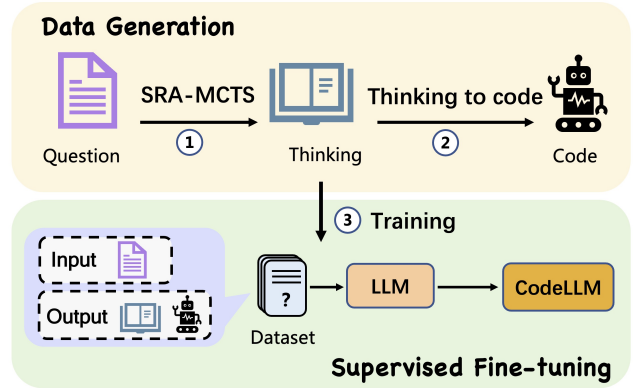 Data Generation
SRA-MCTS
Thinking to code
1
2
Question
Thinking
Code
3 Training
Input
Output
?
Dataset
LLM
CodeLLM
Supervised Fine-tuning